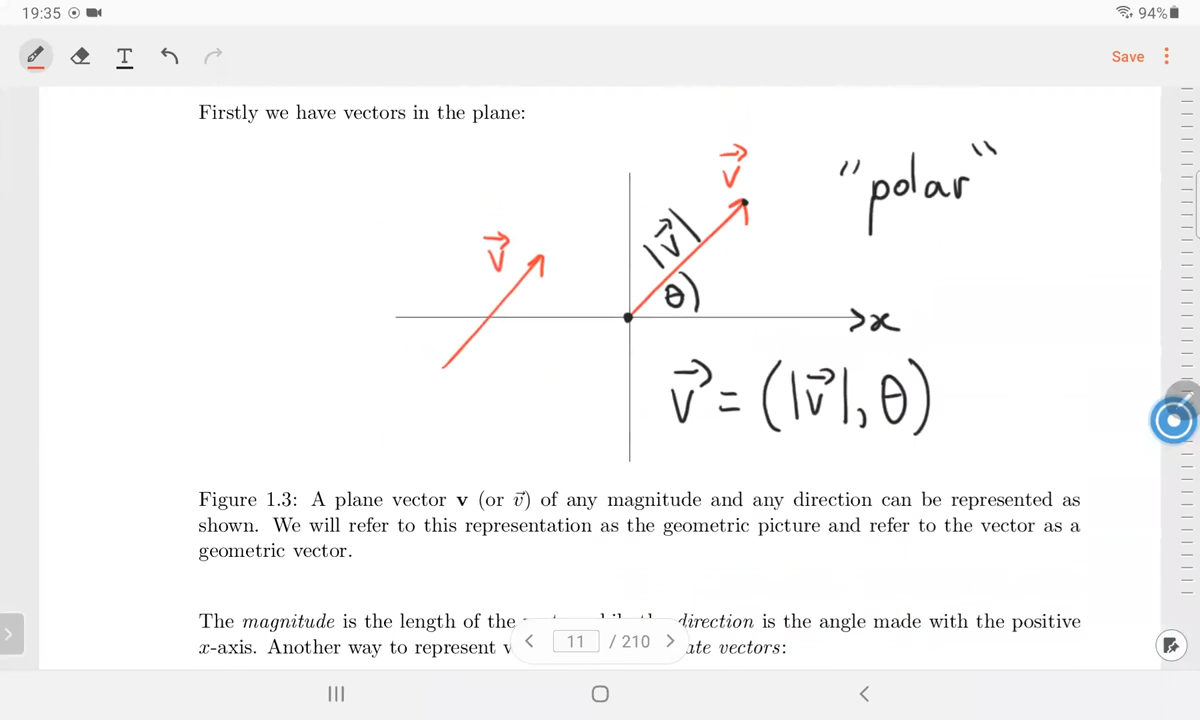 19:35
94%
T
Save
Firstly we have vectors in the plane:
"polar"
v⃗
v⃗
|v⃗|
θ
x
v⃗ = (|v⃗|, θ)
Figure 1.3: A plane vector v (or v⃗) of any magnitude and any direction can be represented as
shown. We will refer to this representation as the geometric picture and refer to the vector as a
geometric vector.
The magnitude is the length of the direction is the angle made with the positive
x-axis. Another way to represent vectors:
11 / 210